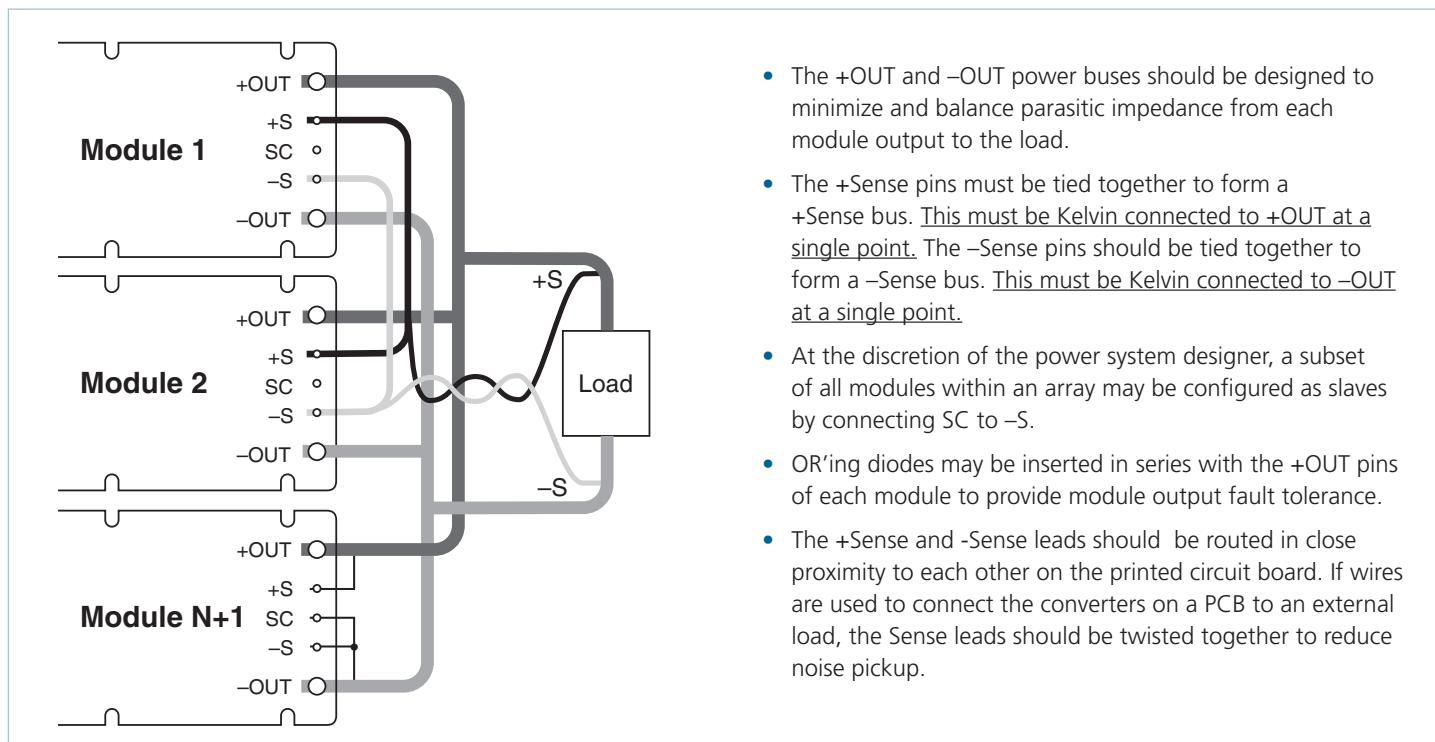 +OUT
+S
Module 1
SC
–S
–OUT
+OUT
+S
Module 2
SC
–S
–OUT
+OUT
+S
Module N+1
SC
–S
–OUT
+S
Load
–S
• The +OUT and –OUT power buses should be designed to
minimize and balance parasitic impedance from each
module output to the load.
• The +Sense pins must be tied together to form a
+Sense bus. This must be Kelvin connected to +OUT at a
single point. The –Sense pins should be tied together to
form a –Sense bus. This must be Kelvin connected to –OUT
at a single point.
• At the discretion of the power system designer, a subset
of all modules within an array may be configured as slaves
by connecting SC to –S.
• OR'ing diodes may be inserted in series with the +OUT pins
of each module to provide module output fault tolerance.
• The +Sense and -Sense leads should  be routed in close
proximity to each other on the printed circuit board. If wires
are used to connect the converters on a PCB to an external
load, the Sense leads should be twisted together to reduce
noise pickup.